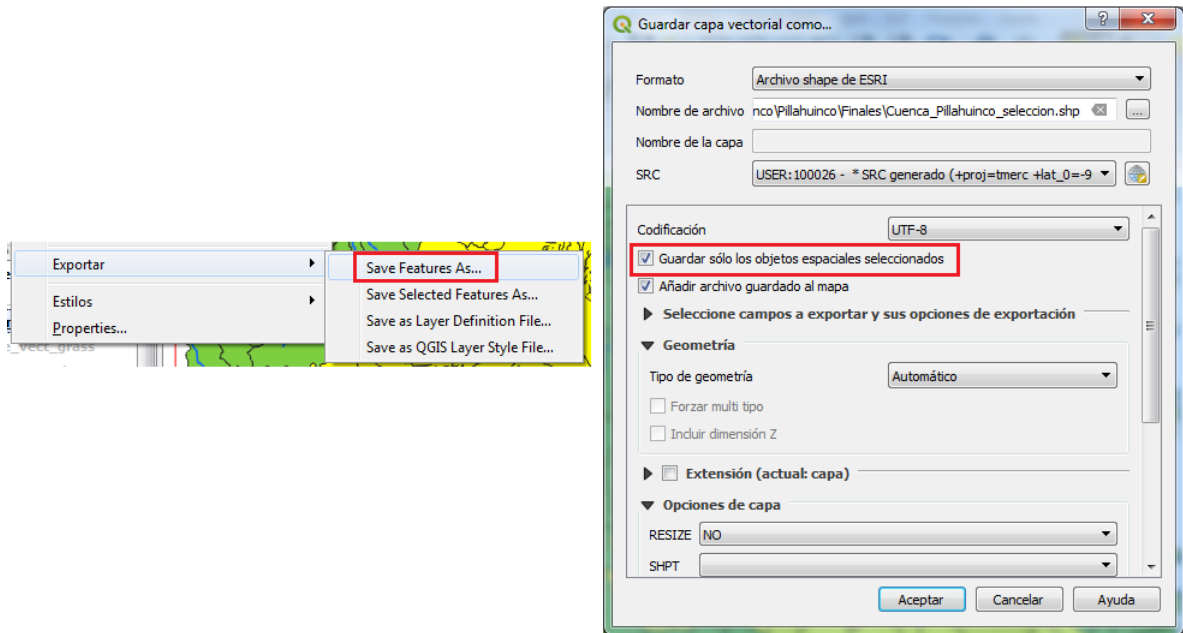 Exportar
Estilos
Properties...
_vect_grass
Save Features As...
Save Selected Features As...
Save as Layer Definition File...
Save as QGIS Layer Style File...
Guardar capa vectorial como...
Formato Archivo shape de ESRI
Nombre de archivo nco\Pillahuinco\Finales\Cuenca_Pillahuinco_seleccion.shp ...
Nombre de la capa
SRC USER:100026 - * SRC generado (+proj=tmerc +lat_0=-9
Codificación UTF-8
Guardar sólo los objetos espaciales seleccionados
Añadir archivo guardado al mapa
Seleccione campos a exportar y sus opciones de exportación
Geometría
Tipo de geometría Automático
Forzar multi tipo
Incluir dimensión Z
Extensión (actual: capa)
Opciones de capa
RESIZE NO
SHPT
Aceptar Cancelar Ayuda